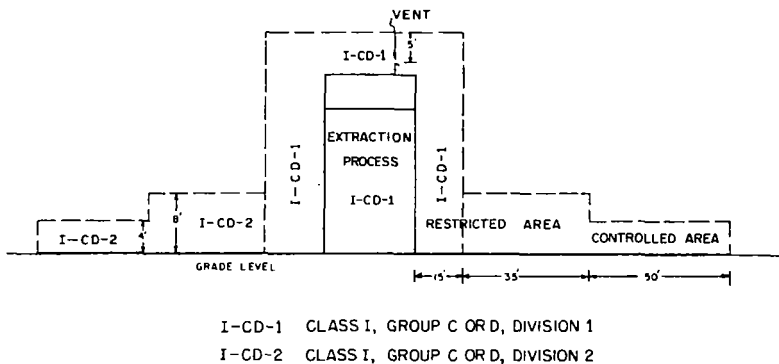 VENT
5'
I-CD-1
I-CD-1
EXTRACTION
PROCESS
I-CD-1
I-CD-1
8'
I-CD-2
4'
I-CD-2
RESTRICTED AREA
CONTROLLED AREA
GRADE LEVEL
15'
35'
50'
I-CD-1 CLASS I, GROUP C OR D, DIVISION 1
I-CD-2 CLASS I, GROUP C OR D, DIVISION 2